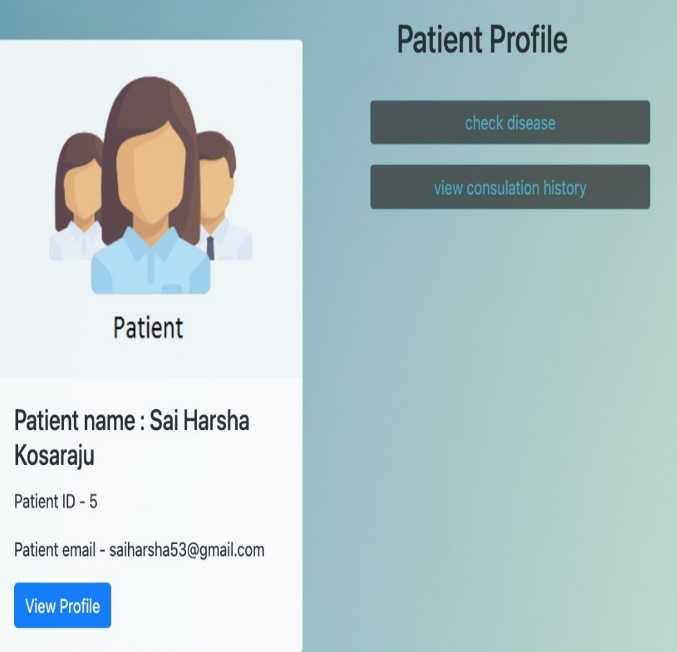 Patient Profile
check disease
view consulation history
Patient
Patient name : Sai Harsha
Kosaraju
Patient ID - 5
Patient email - saiharsha53@gmail.com
View Profile